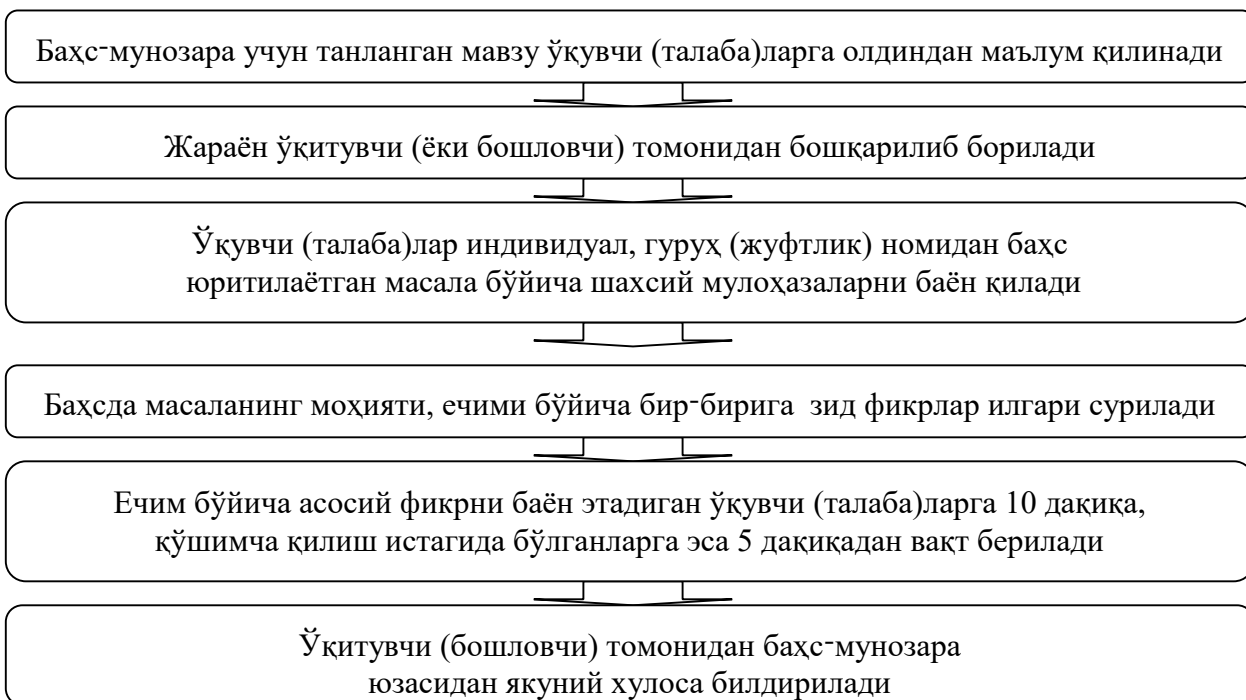 Баҳс-мунозара учун танланган мавзу ўқувчи (талаба)ларга олдиндан маълум қилинади
Жараён ўқитувчи (ёки бошловчи) томонидан бошқарилиб борилади
Ўқувчи (талаба)лар индивидуал, гуруҳ (жуфтлик) номидан баҳс
юритилаётган масала бўйича шахсий мулоҳазаларни баён қилади
Баҳсда масаланинг моҳияти, ечими бўйича бир-бирига зид фикрлар илгари сурилади
Ечим бўйича асосий фикрни баён этадиган ўқувчи (талаба)ларга 10 дақиқа,
қўшимча қилиш истагида бўлганларга эса 5 дақиқадан вақт берилади
Ўқитувчи (бошловчи) томонидан баҳс-мунозара
юзасидан якуний хулоса билдирилади